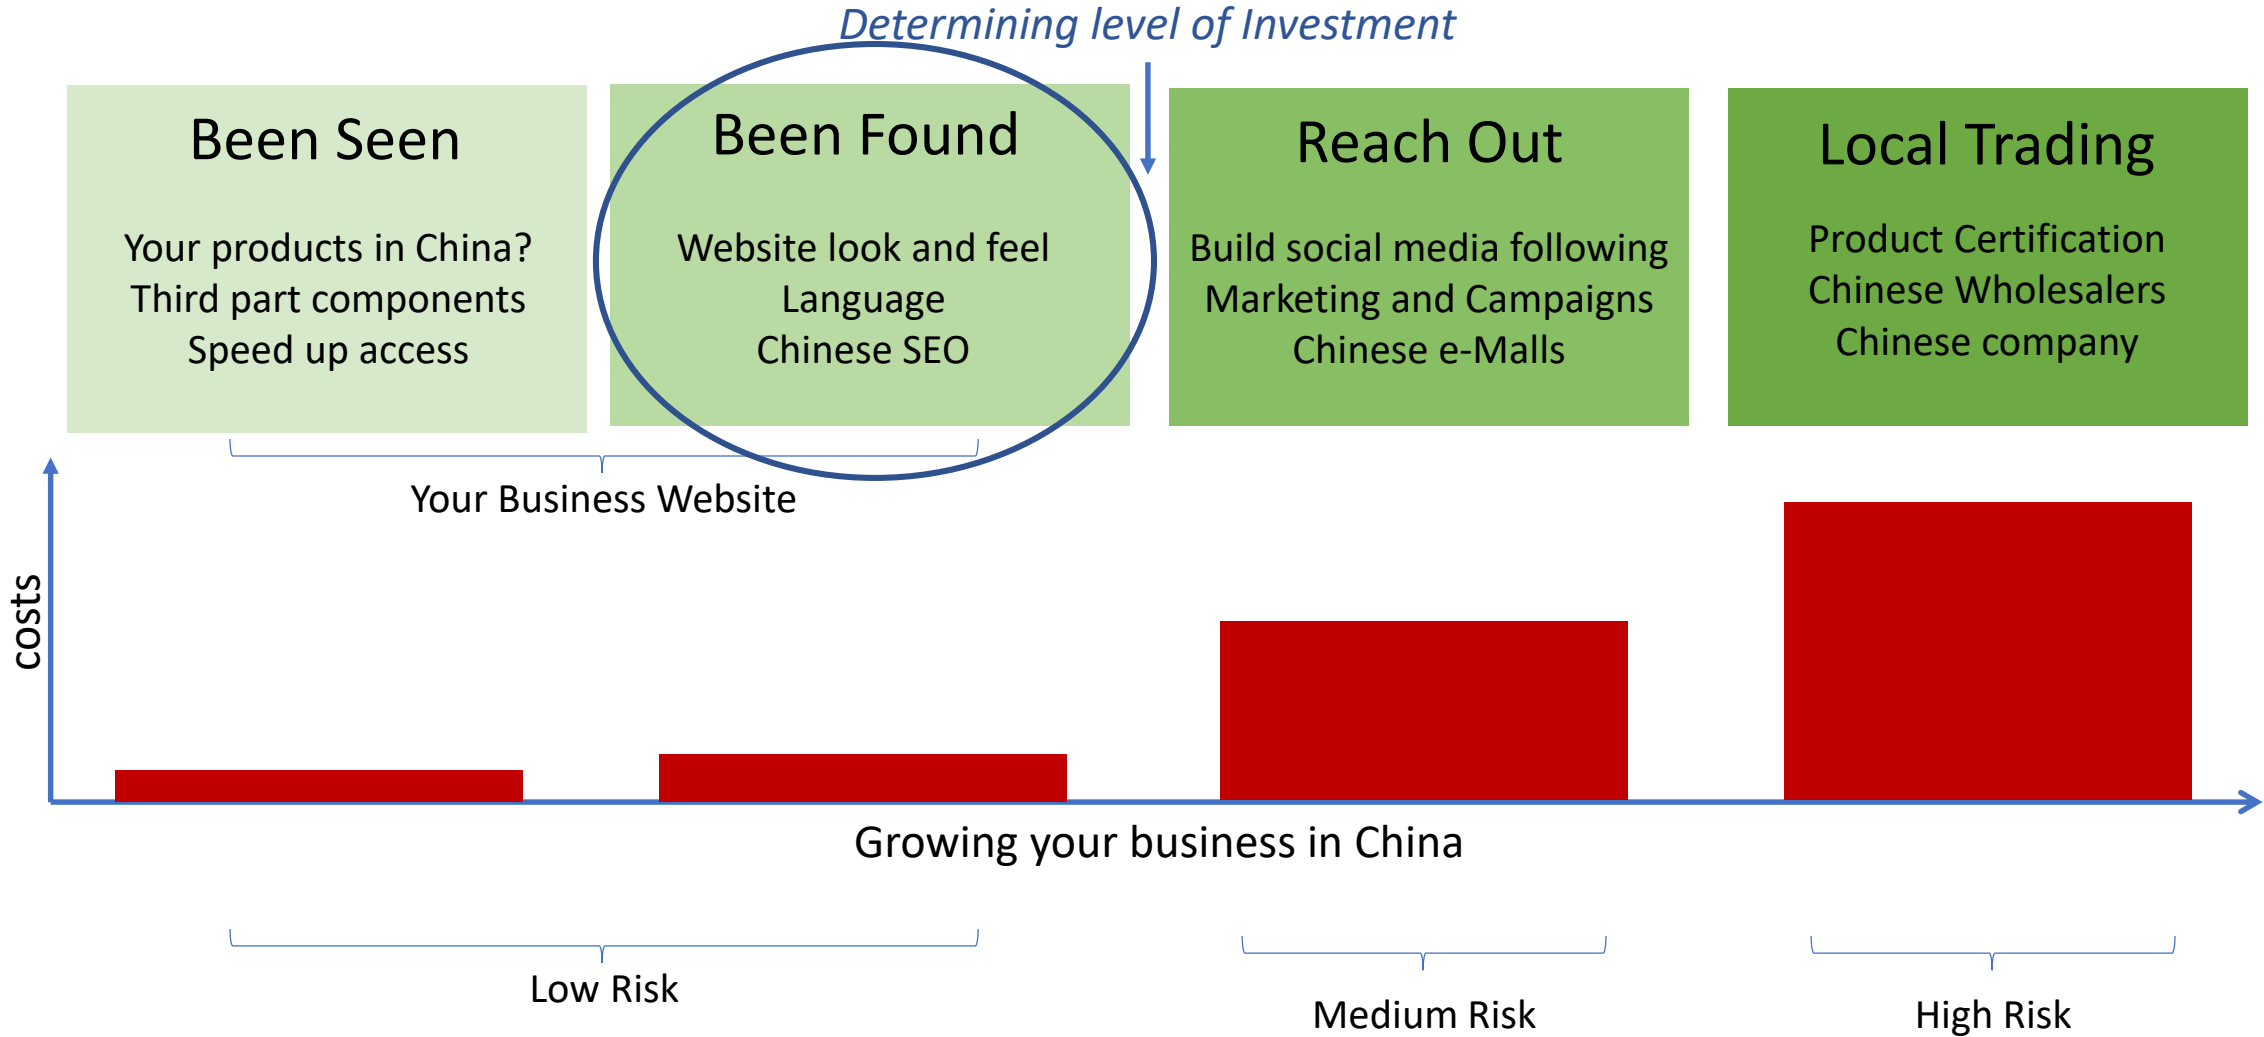 Determining level of Investment
Been Seen
Your products in China?
Third part components
Speed up access
Been Found
Website look and feel
Language
Chinese SEO
Reach Out
Build social media following
Marketing and Campaigns
Chinese e-Malls
Local Trading
Product Certification
Chinese Wholesalers
Chinese company
Your Business Website
costs
Growing your business in China
Low Risk
Medium Risk
High Risk